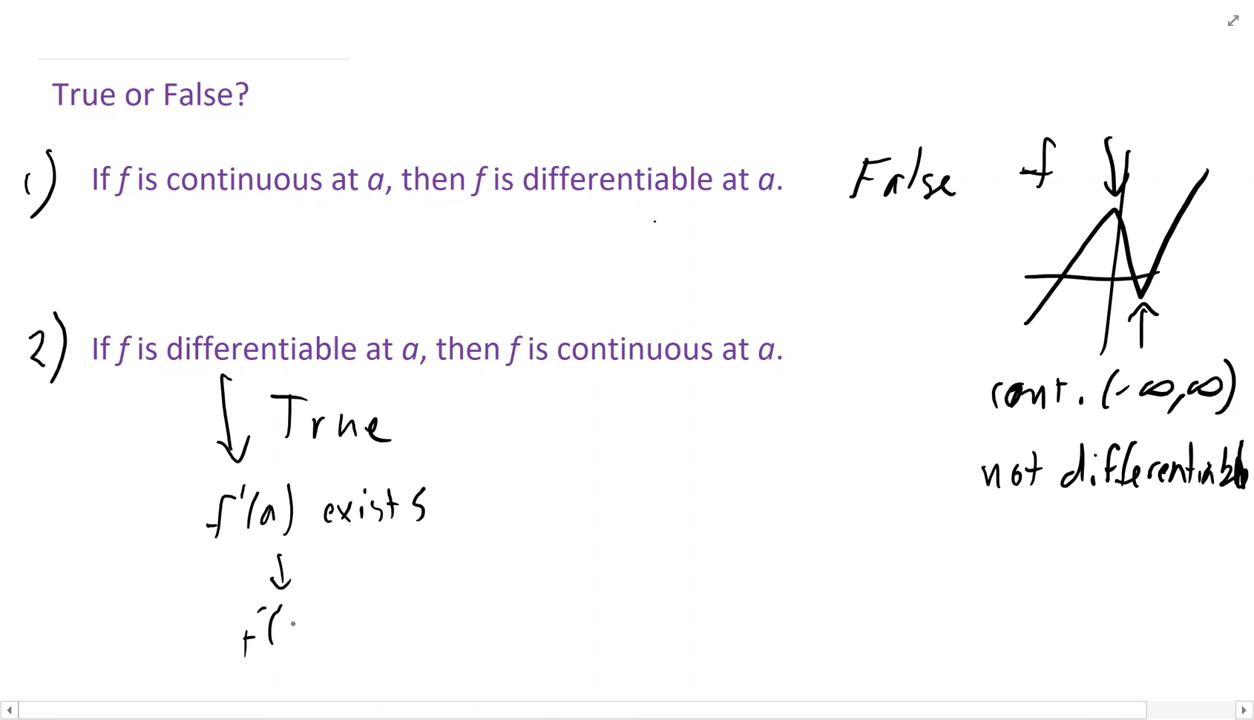 True or False?
1) If f is continuous at a, then f is differentiable at a. False f
2) If f is differentiable at a, then f is continuous at a.
cont. (-∞,∞)
not differentiable
↓ True
f'(a) exists
↓